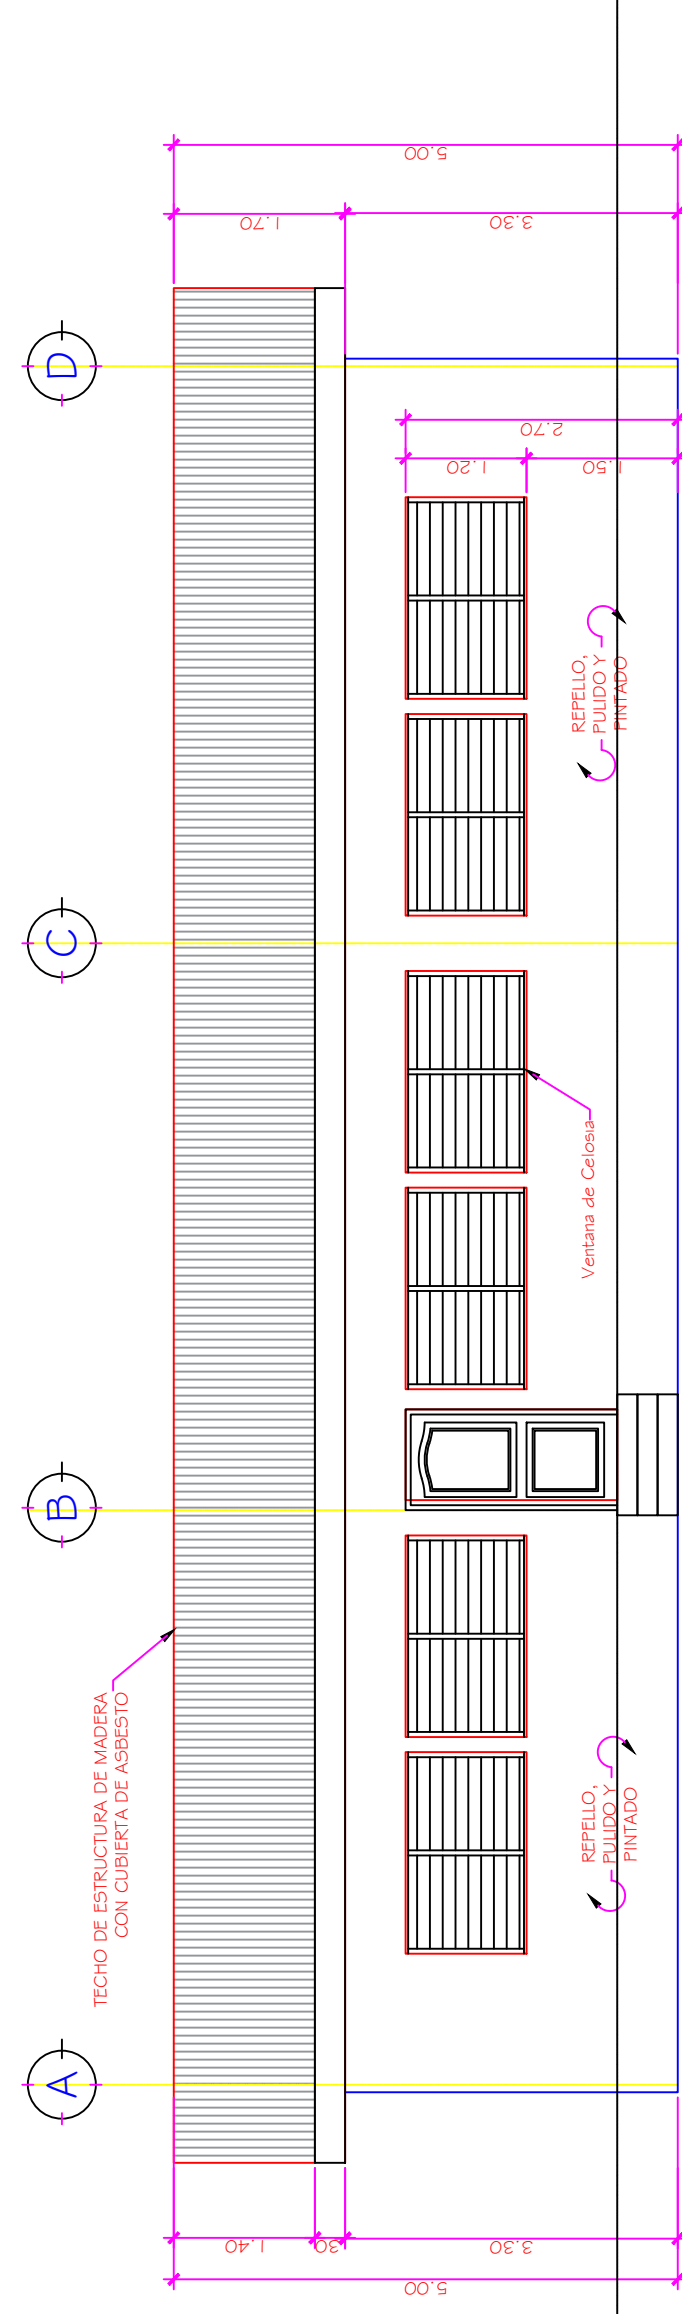 A
B
C
D
TECHO DE ESTRUCTURA DE MADERA
CON CUBIERTA DE ASBESTO
5.00
1.40
.30
3.30
REPELLO,
PULIDO Y
PINTADO
Ventana de Celosia
REPELLO,
PULIDO Y
PINTADO
1.20
1.50
2.70
1.70
3.30
5.00